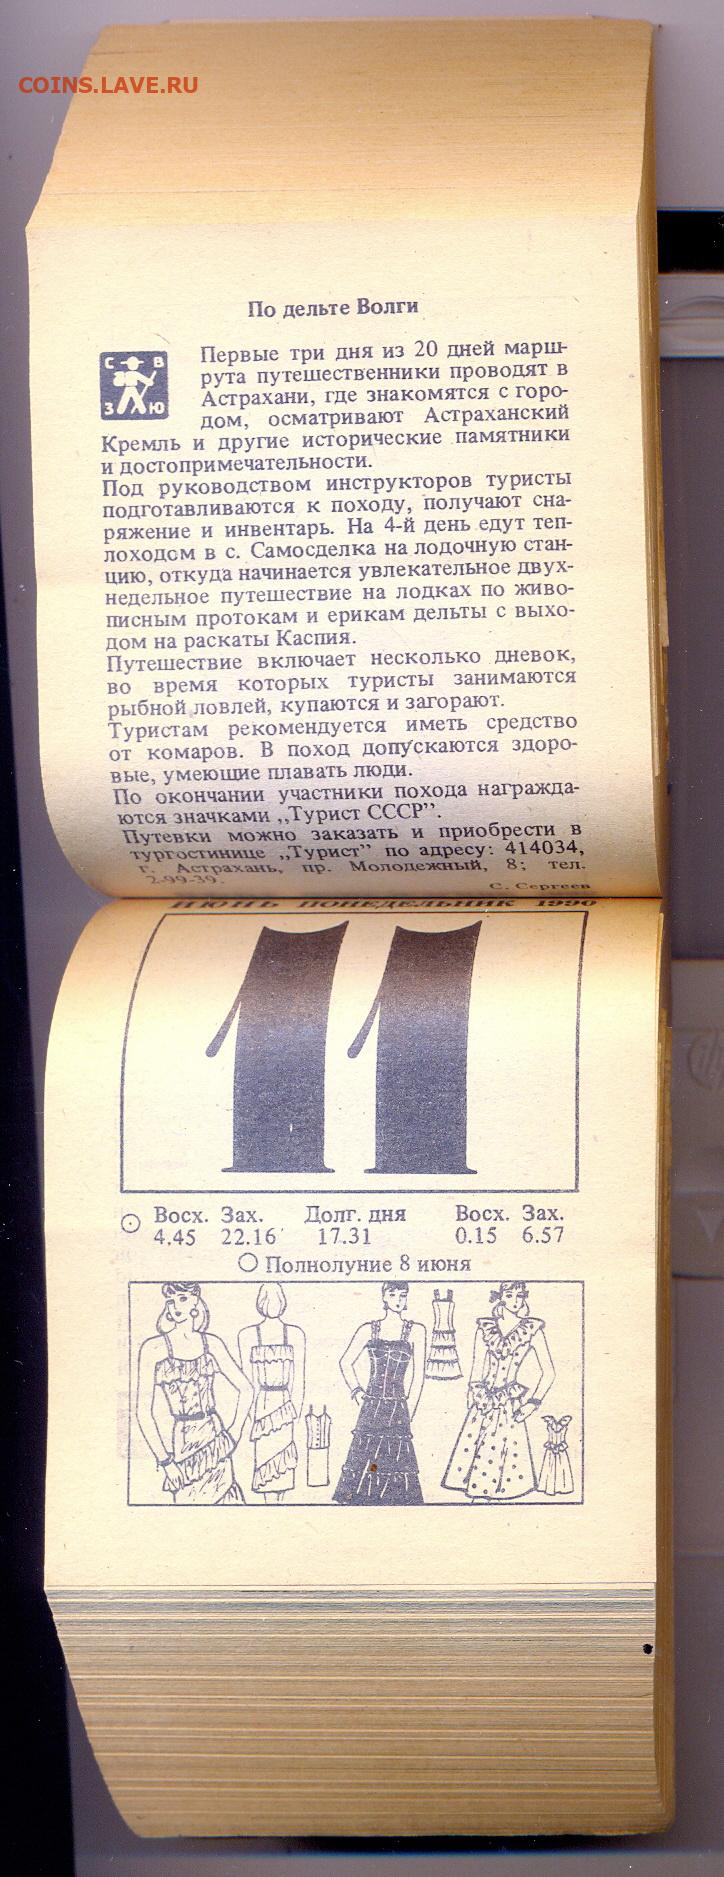 COINS.LAVE.RU
По дельте Волги
С В
З Ю
Первые три дня из 20 дней марш-
рута путешественники проводят в
Астрахани, где знакомятся с горо-
дом, осматривают Астраханский
Кремль и другие исторические памятники
и достопримечательности.
Под руководством инструкторов туристы
подготавливаются к походу, получают сна-
ряжение и инвентарь. На 4-й день едут теп-
лоходом в с. Самосделка на лодочную стан-
цию, откуда начинается увлекательное двух-
недельное путешествие на лодках по живо-
писным протокам и ерикам дельты с выхо-
дом на раскаты Каспия.
Путешествие включает несколько дневок,
во время которых туристы занимаются
рыбной ловлей, купаются и загорают.
Туристам рекомендуется иметь средство
от комаров. В поход допускаются здоро-
вые, умеющие плавать люди.
По окончании участники похода награжда-
ются значками „Турист СССР”.
Путевки можно заказать и приобрести в
тургостинице „Турист” по адресу: 414034,
г. Астрахань, пр. Молодежный, 8; тел.
2-99-39.
С. Сергеев
ИЮНЬ ПОНЕДЕЛЬНИК 1990
11
Восх. Зах. Долг. дня Восх. Зах.
4.45 22.16 17.31 0.15 6.57
Полнолуние 8 июня